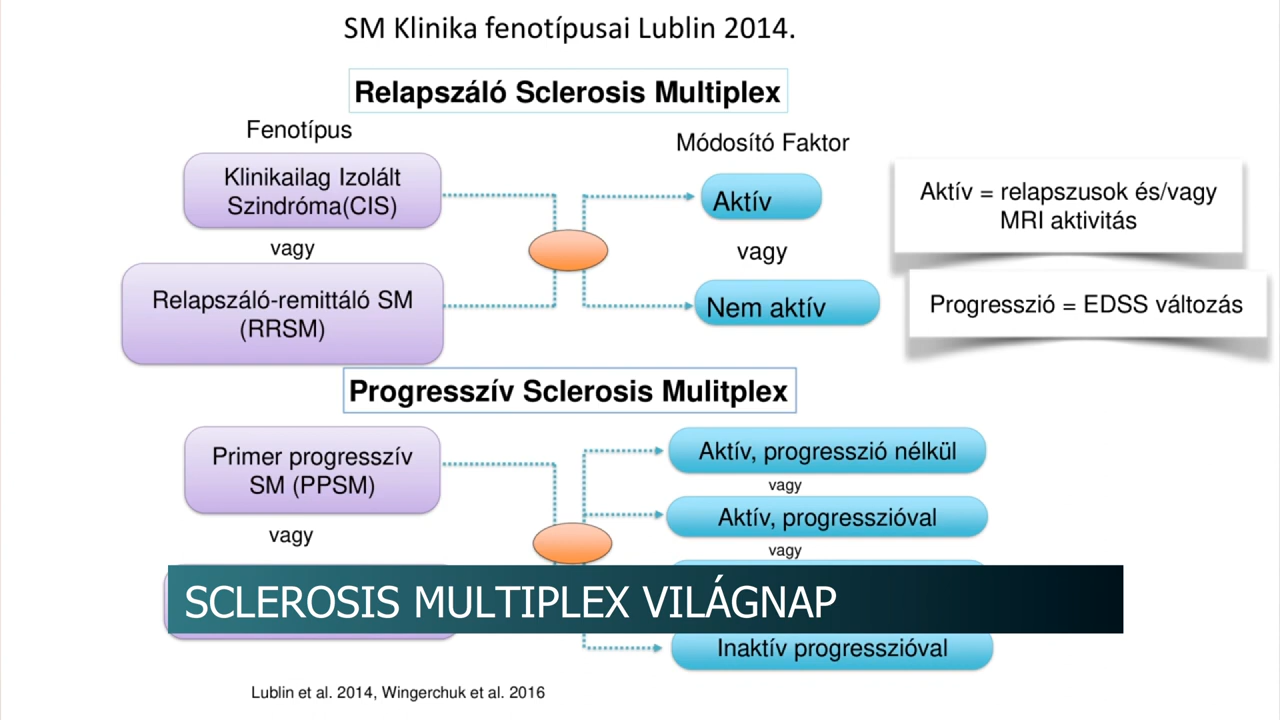 SM Klinika fenotípusai Lublin 2014.
Relapszáló Sclerosis Multiplex
Fenotípus
Módosító Faktor
Klinikailag Izolált
Szindróma(CIS)
vagy
Relapszáló-remittáló SM
(RRSM)
Aktív
vagy
Nem aktív
Aktív = relapszusok és/vagy
MRI aktivitás
Progresszió = EDSS változás
Progresszív Sclerosis Mulitplex
Primer progresszív
SM (PPSM)
vagy
Aktív, progresszió nélkül
vagy
Aktív, progresszióval
vagy
SCLEROSIS MULTIPLEX VILÁGNAP
Inaktív progresszióval
Lublin et al. 2014, Wingerchuk et al. 2016